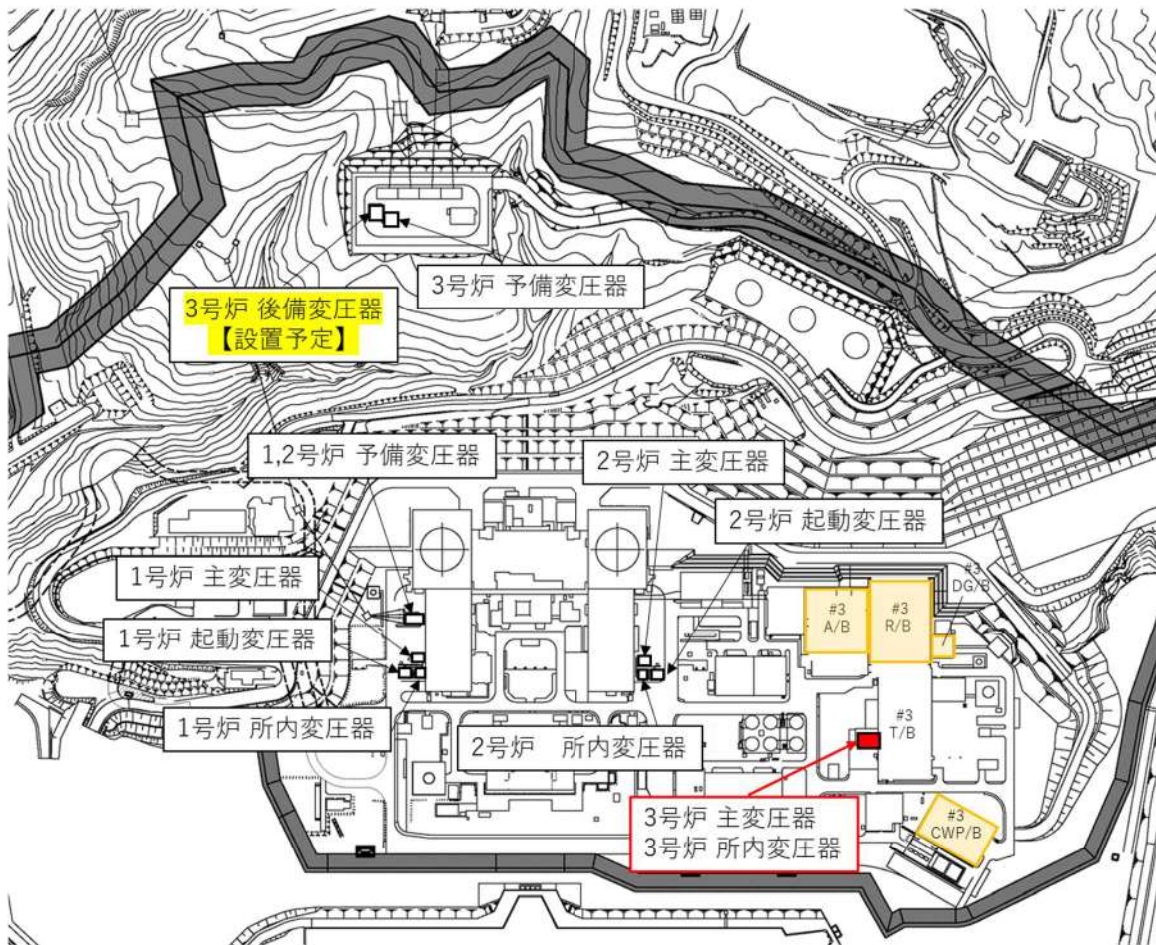 3号炉 予備変圧器
3号炉 後備変圧器
【設置予定】
1,2号炉 予備変圧器
2号炉 主変圧器
2号炉 起動変圧器
1号炉 主変圧器
#3
DG/B
#3
A/B
#3
R/B
1号炉 起動変圧器
1号炉 所内変圧器
2号炉 所内変圧器
#3
T/B
3号炉 主変圧器
3号炉 所内変圧器
#3
CWP/B